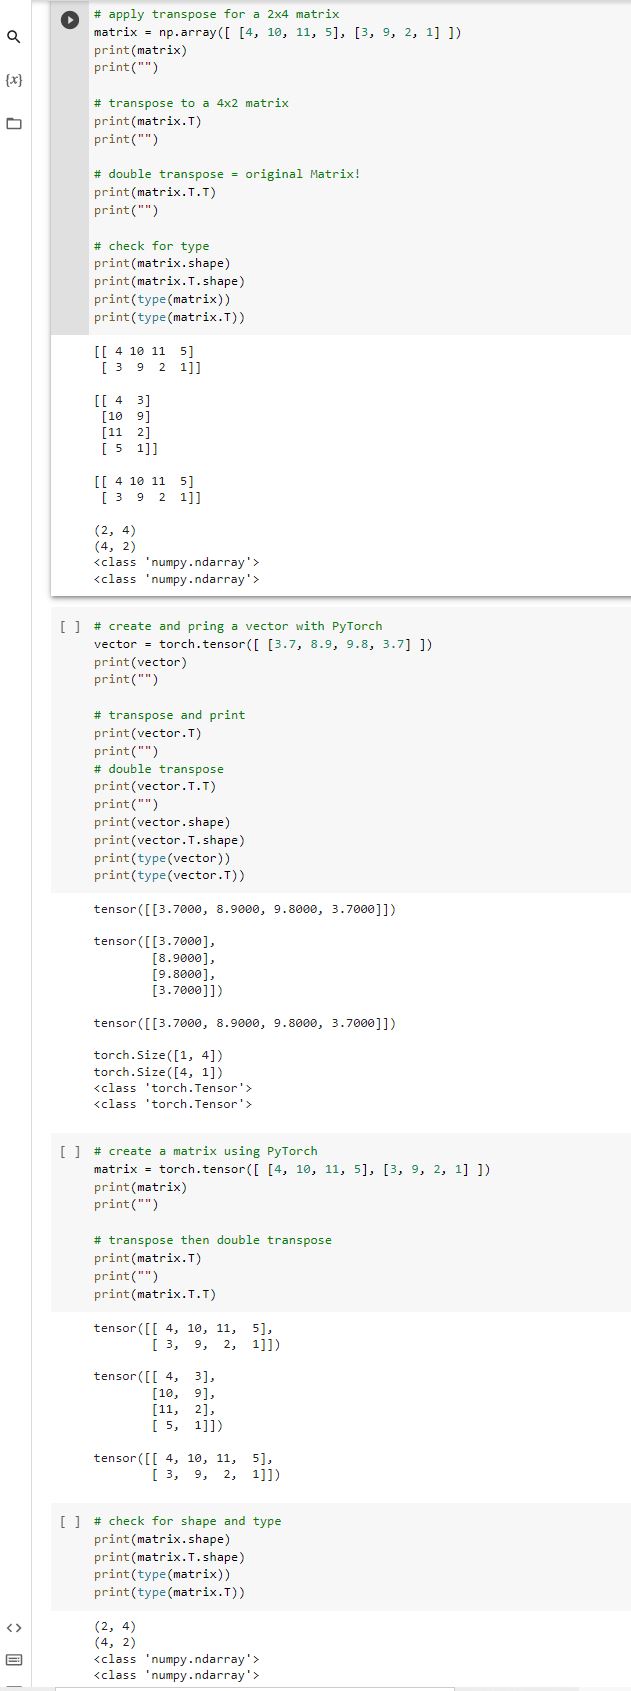 # apply transpose for a 2x4 matrix
matrix = np.array([ [4, 10, 11, 5], [3, 9, 2, 1] ])
print(matrix)
print("")
# transpose to a 4x2 matrix
print(matrix.T)
print("")
# double transpose = original Matrix!
print(matrix.T.T)
print("")
# check for type
print(matrix.shape)
print(matrix.T.shape)
print(type(matrix))
print(type(matrix.T))
[[ 4 10 11  5]
 [ 3  9  2  1]]
[[ 4  3]
 [10  9]
 [11  2]
 [ 5  1]]
[[ 4 10 11  5]
 [ 3  9  2  1]]
(2, 4)
(4, 2)
<class 'numpy.ndarray'>
<class 'numpy.ndarray'>
[ ] # create and pring a vector with PyTorch
vector = torch.tensor([ [3.7, 8.9, 9.8, 3.7] ])
print(vector)
print("")
# transpose and print
print(vector.T)
print("")
# double transpose
print(vector.T.T)
print("")
print(vector.shape)
print(vector.T.shape)
print(type(vector))
print(type(vector.T))
tensor([[3.7000, 8.9000, 9.8000, 3.7000]])
tensor([[3.7000],
        [8.9000],
        [9.8000],
        [3.7000]])
tensor([[3.7000, 8.9000, 9.8000, 3.7000]])
torch.Size([1, 4])
torch.Size([4, 1])
<class 'torch.Tensor'>
<class 'torch.Tensor'>
[ ] # create a matrix using PyTorch
matrix = torch.tensor([ [4, 10, 11, 5], [3, 9, 2, 1] ])
print(matrix)
print("")
# transpose then double transpose
print(matrix.T)
print("")
print(matrix.T.T)
tensor([[ 4, 10, 11,  5],
        [ 3,  9,  2,  1]])
tensor([[ 4,  3],
        [10,  9],
        [11,  2],
        [ 5,  1]])
tensor([[ 4, 10, 11,  5],
        [ 3,  9,  2,  1]])
[ ] # check for shape and type
print(matrix.shape)
print(matrix.T.shape)
print(type(matrix))
print(type(matrix.T))
(2, 4)
(4, 2)
<class 'numpy.ndarray'>
<class 'numpy.ndarray'>